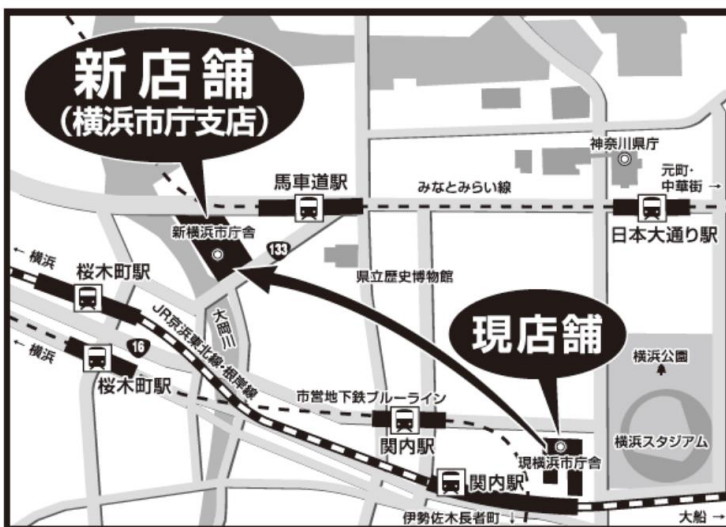 新店舗
(横浜市庁支店)
神奈川県庁
元町・
中華街 →
馬車道駅
みなとみらい線
日本大通り駅
新横浜市庁舎
133
県立歴史博物館
← 横浜
桜木町駅
大岡川
JR京浜東北線・根岸線
現店舗
16
← 横浜
桜木町駅
横浜公園
市営地下鉄ブルーライン
関内駅
現横浜市庁舎
横浜スタジアム
関内駅
伊勢佐木長者町 ↓
大船 →